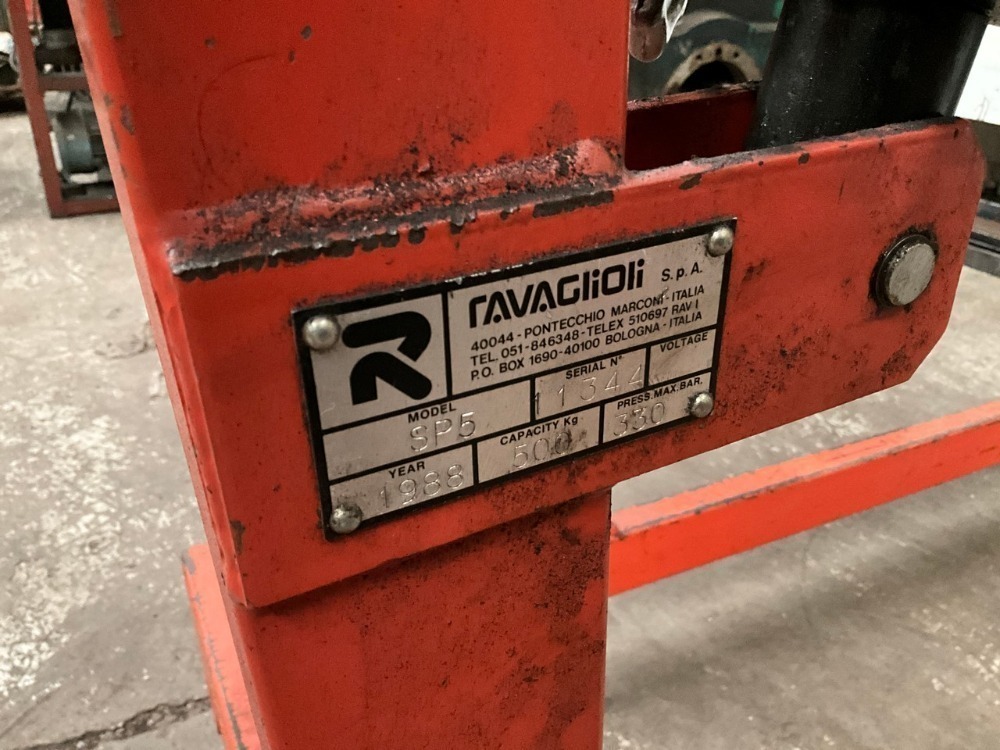 RAVAGLIOLI S.p.A.
40044 - PONTECCHIO MARCONI - ITALIA
TEL. 051-846348 - TELEX 510697 RAV I
P.O. BOX 1690-40100 BOLOGNA - ITALIA
MODEL SERIAL N° VOLTAGE
SP5 11344
YEAR CAPACITY Kg PRESS.MAX.BAR.
1988 500 330